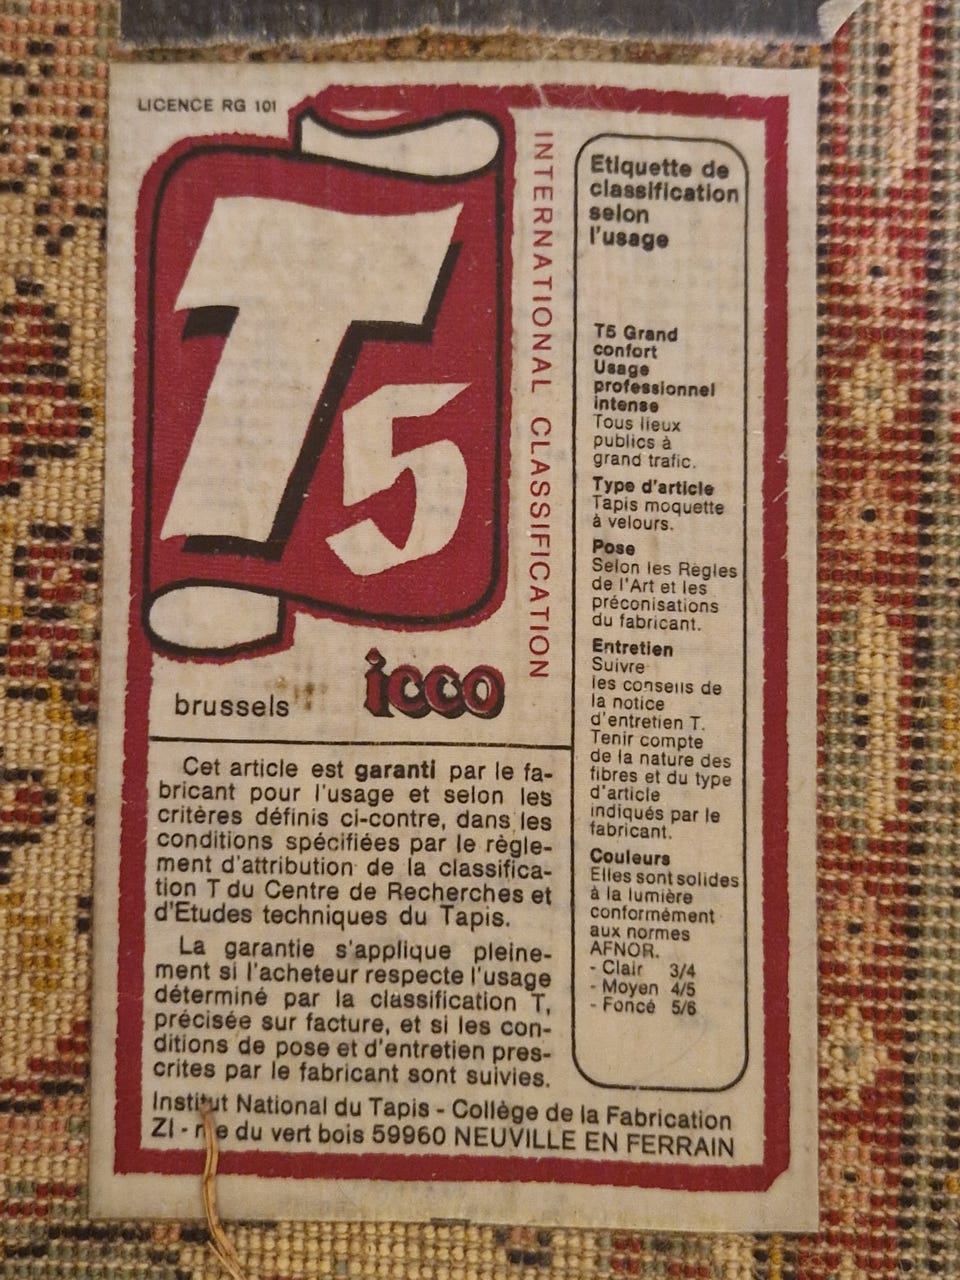 LICENCE RG 101
T5
INTERNATIONAL CLASSIFICATION
brussels
icco
Cet article est garanti par le fa-
bricant pour l'usage et selon les
critères définis ci-contre, dans les
conditions spécifiées par le règle-
ment d'attribution de la classifica-
tion T du Centre de Recherches et
d'Etudes techniques du Tapis.
La garantie s'applique pleine-
ment si l'acheteur respecte l'usage
déterminé par la classification T,
précisée sur facture, et si les con-
ditions de pose et d'entretien pres-
crites par le fabricant sont suivies.
Etiquette de
classification
selon
l'usage
T5 Grand
confort
Usage
professionnel
intense
Tous lieux
publics à
grand trafic.
Type d'article
Tapis moquette
à velours.
Pose
Selon les Règles
de l'Art et les
préconisations
du fabricant.
Entretien
Suivre
les conseils de
la notice
d'entretien T.
Tenir compte
de la nature des
fibres et du type
d'article
indiqués par le
fabricant.
Couleurs
Elles sont solides
à la lumière
conformément
aux normes
AFNOR.
- Clair 3/4
- Moyen 4/5
- Foncé 5/6
Institut National du Tapis - Collège de la Fabrication
ZI - rue du vert bois 59960 NEUVILLE EN FERRAIN